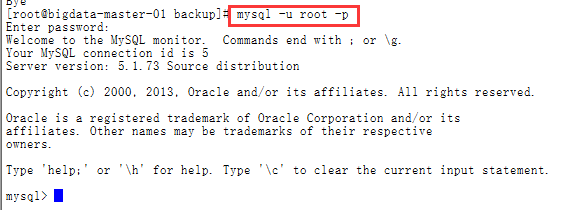 Bye
[root@bigdata-master-01 backup]# mysql -u root -p
Enter password:
Welcome to the MySQL monitor.  Commands end with ; or \g.
Your MySQL connection id is 5
Server version: 5.1.73 Source distribution
Copyright (c) 2000, 2013, Oracle and/or its affiliates. All rights reserved.
Oracle is a registered trademark of Oracle Corporation and/or its
affiliates. Other names may be trademarks of their respective
owners.
Type 'help;' or '\h' for help. Type '\c' to clear the current input statement.
mysql>